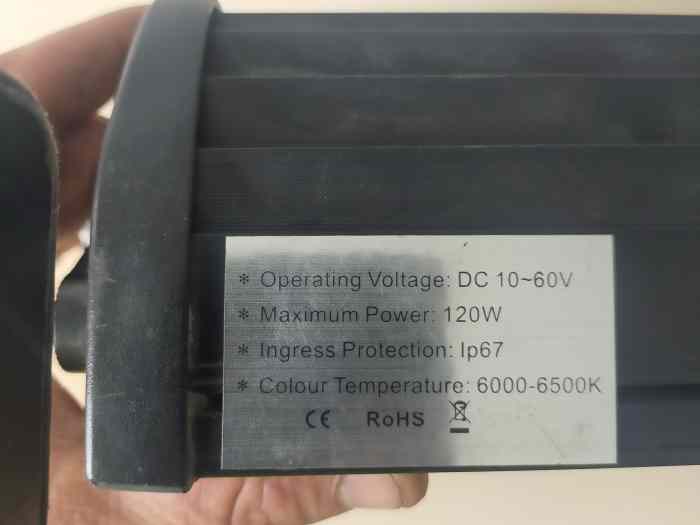 * Operating Voltage: DC 10~60V
* Maximum Power: 120W
* Ingress Protection: Ip67
* Colour Temperature: 6000-6500K
CE RoHS